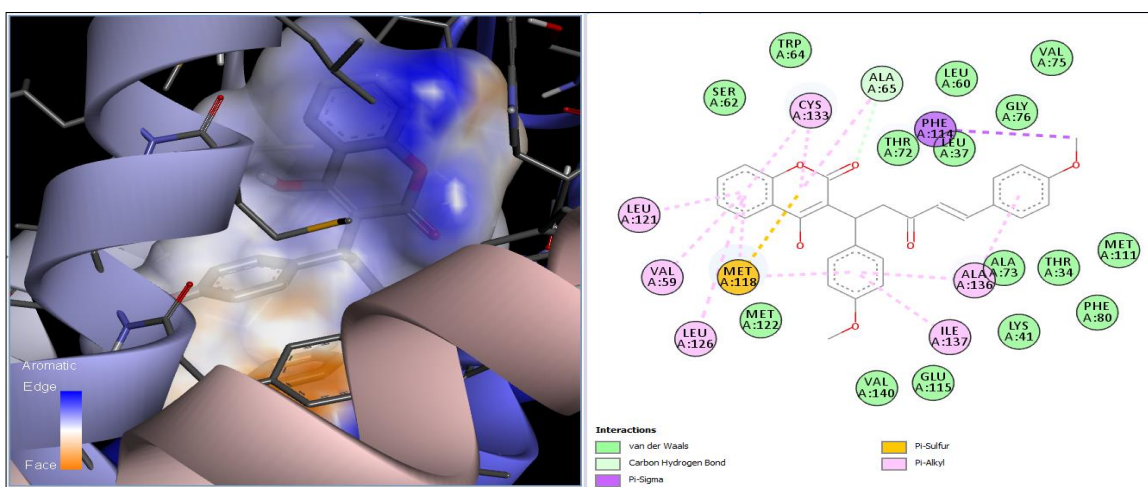 Aromatic
Edge
Face
TRP
A:64
VAL
A:75
ALA
A:65
LEU
A:60
SER
A:62
CYS
A:133
GLY
A:76
PHE
A:114
THR
A:72
LEU
A:37
O
O
O
LEU
A:121
O
O
MET
A:111
VAL
A:59
MET
A:118
ALA
A:73
THR
A:34
ALA
A:136
PHE
A:80
MET
A:122
LEU
A:126
O
LYS
A:41
ILE
A:137
VAL
A:140
GLU
A:115
Interactions
van der Waals
Carbon Hydrogen Bond
Pi-Sigma
Pi-Sulfur
Pi-Alkyl